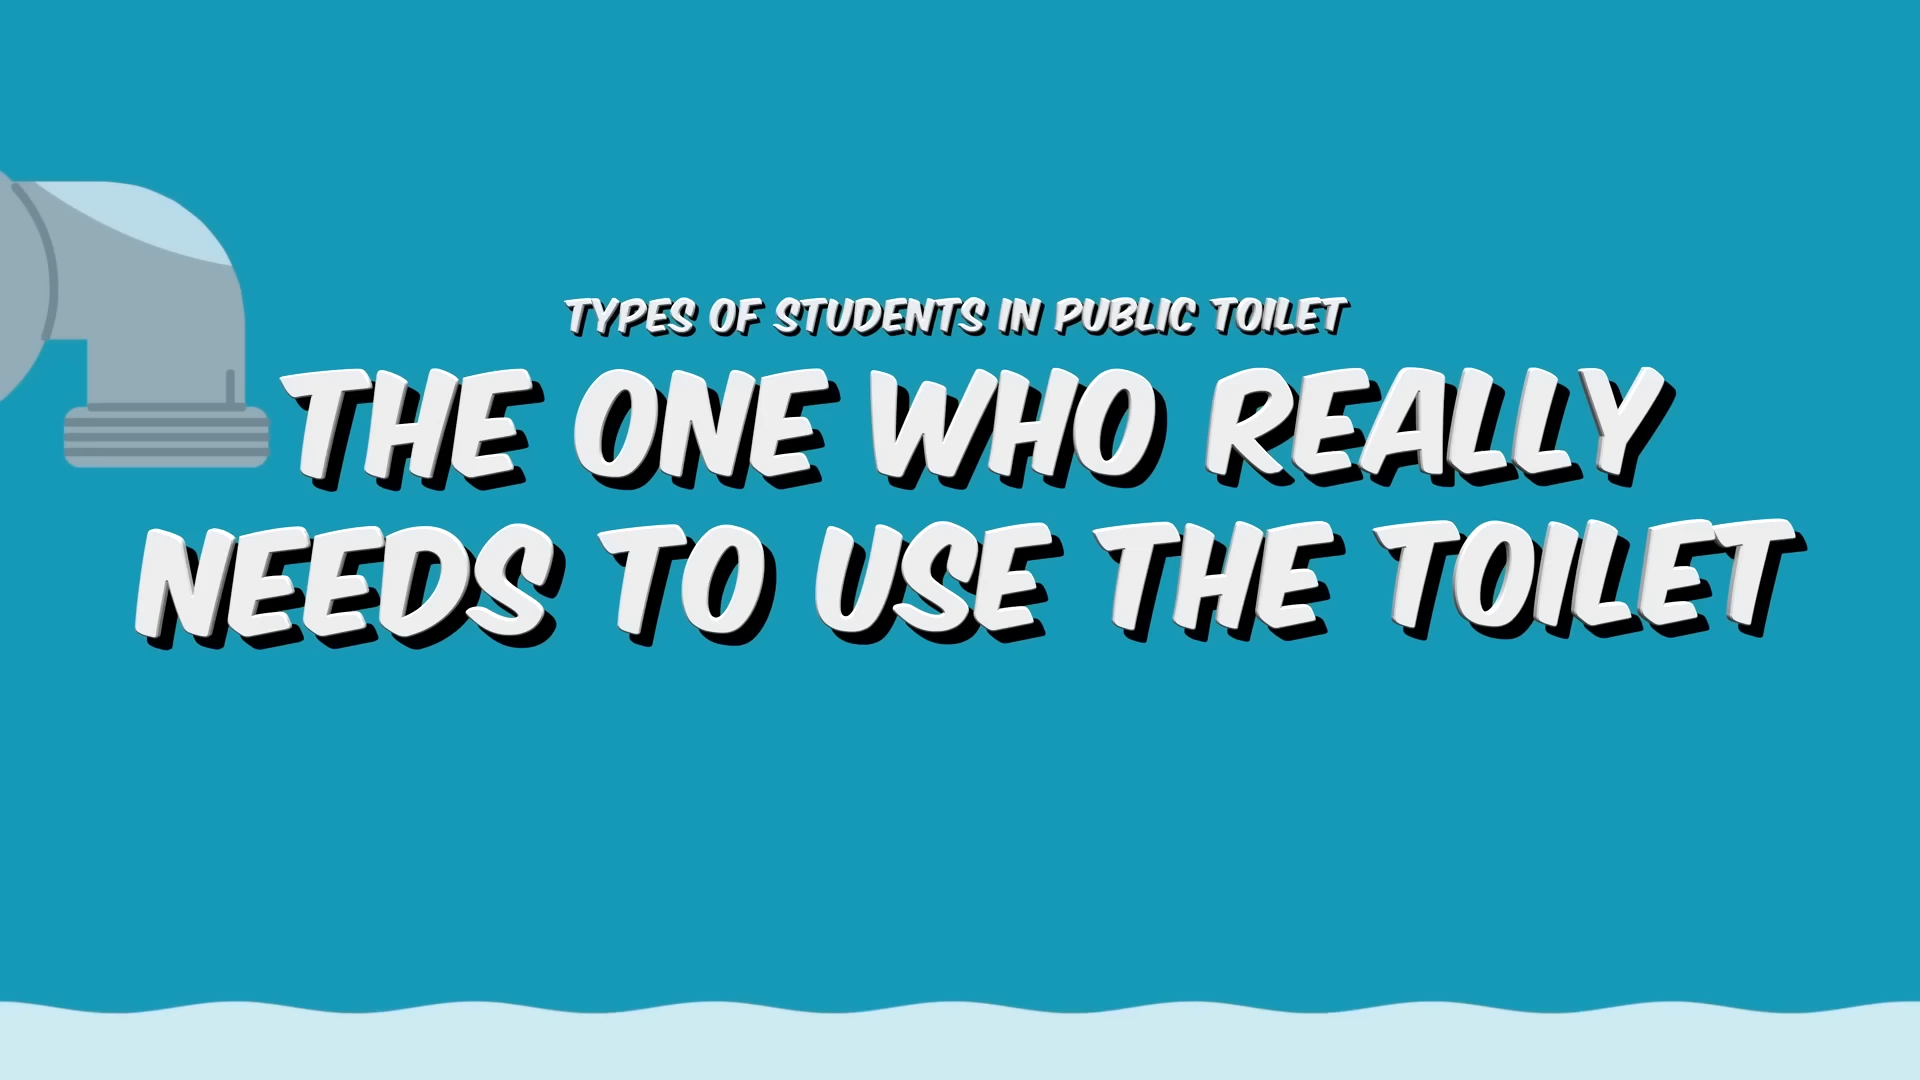 TYPES OF STUDENTS IN PUBLIC TOILET
THE ONE WHO REALLY
NEEDS TO USE THE TOILET